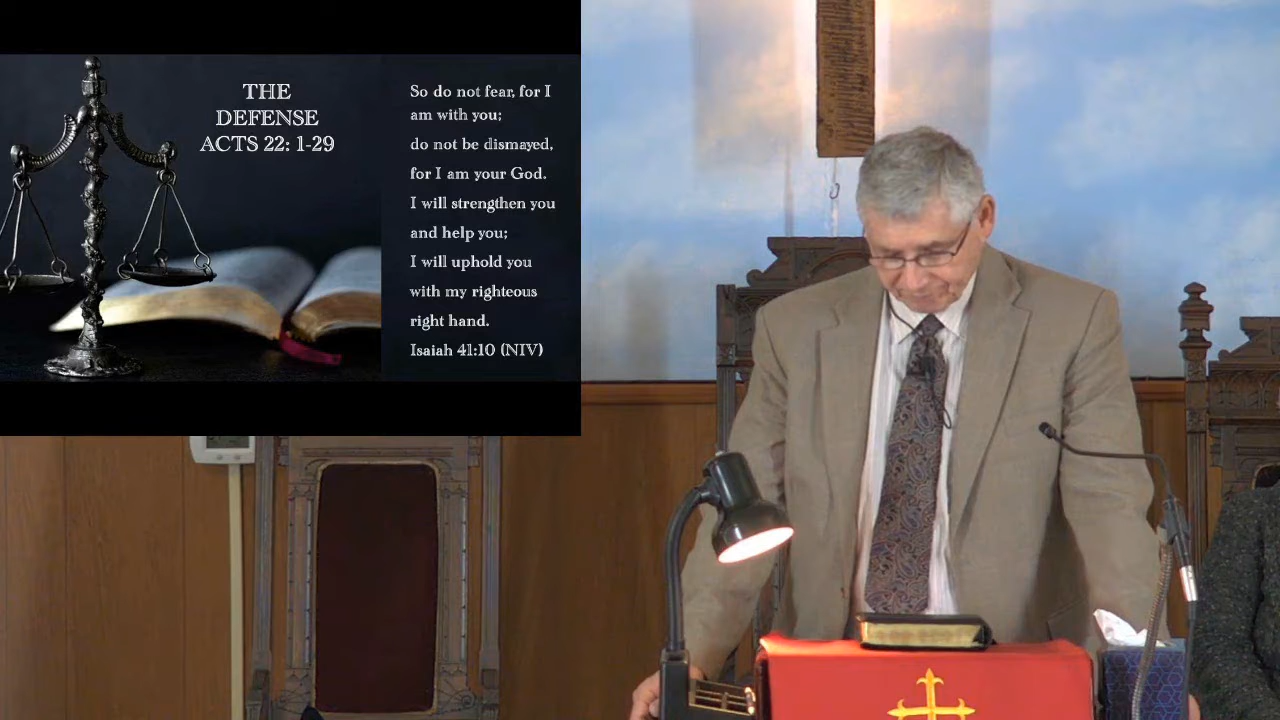 THE
DEFENSE
ACTS 22: 1-29
So do not fear, for I
am with you;
do not be dismayed,
for I am your God.
I will strengthen you
and help you;
I will uphold you
with my righteous
right hand.
Isaiah 41:10 (NIV)